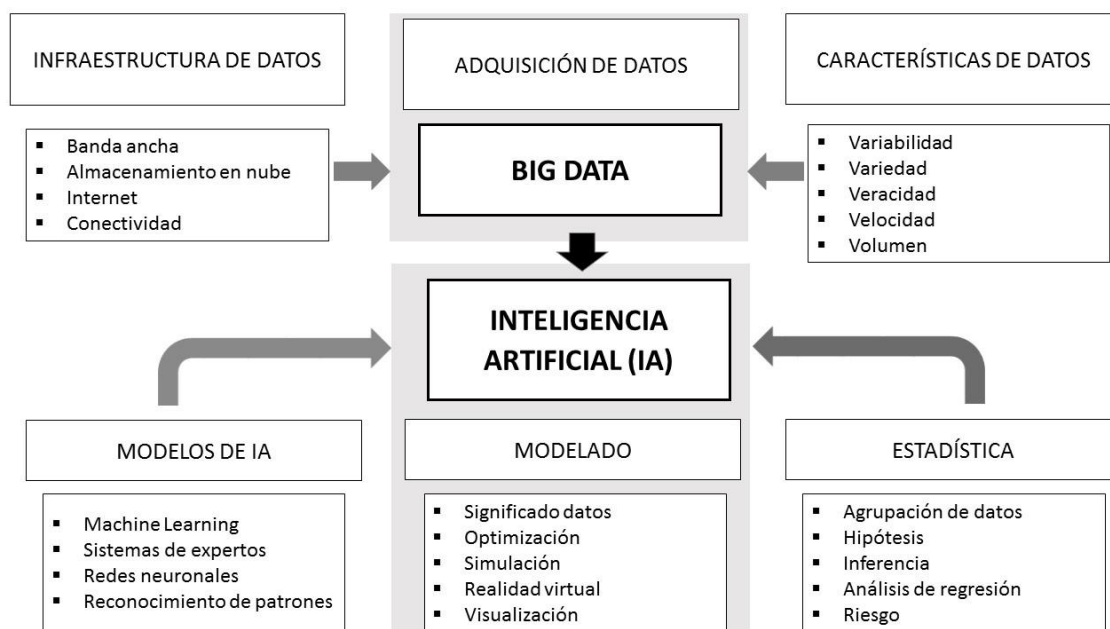 INFRAESTRUCTURA DE DATOS
▪ Banda ancha
▪ Almacenamiento en nube
▪ Internet
▪ Conectividad
ADQUISICIÓN DE DATOS
BIG DATA
CARACTERÍSTICAS DE DATOS
▪ Variabilidad
▪ Variedad
▪ Veracidad
▪ Velocidad
▪ Volumen
INTELIGENCIA
ARTIFICIAL (IA)
MODELOS DE IA
▪ Machine Learning
▪ Sistemas de expertos
▪ Redes neuronales
▪ Reconocimiento de patrones
MODELADO
▪ Significado datos
▪ Optimización
▪ Simulación
▪ Realidad virtual
▪ Visualización
ESTADÍSTICA
▪ Agrupación de datos
▪ Hipótesis
▪ Inferencia
▪ Análisis de regresión
▪ Riesgo